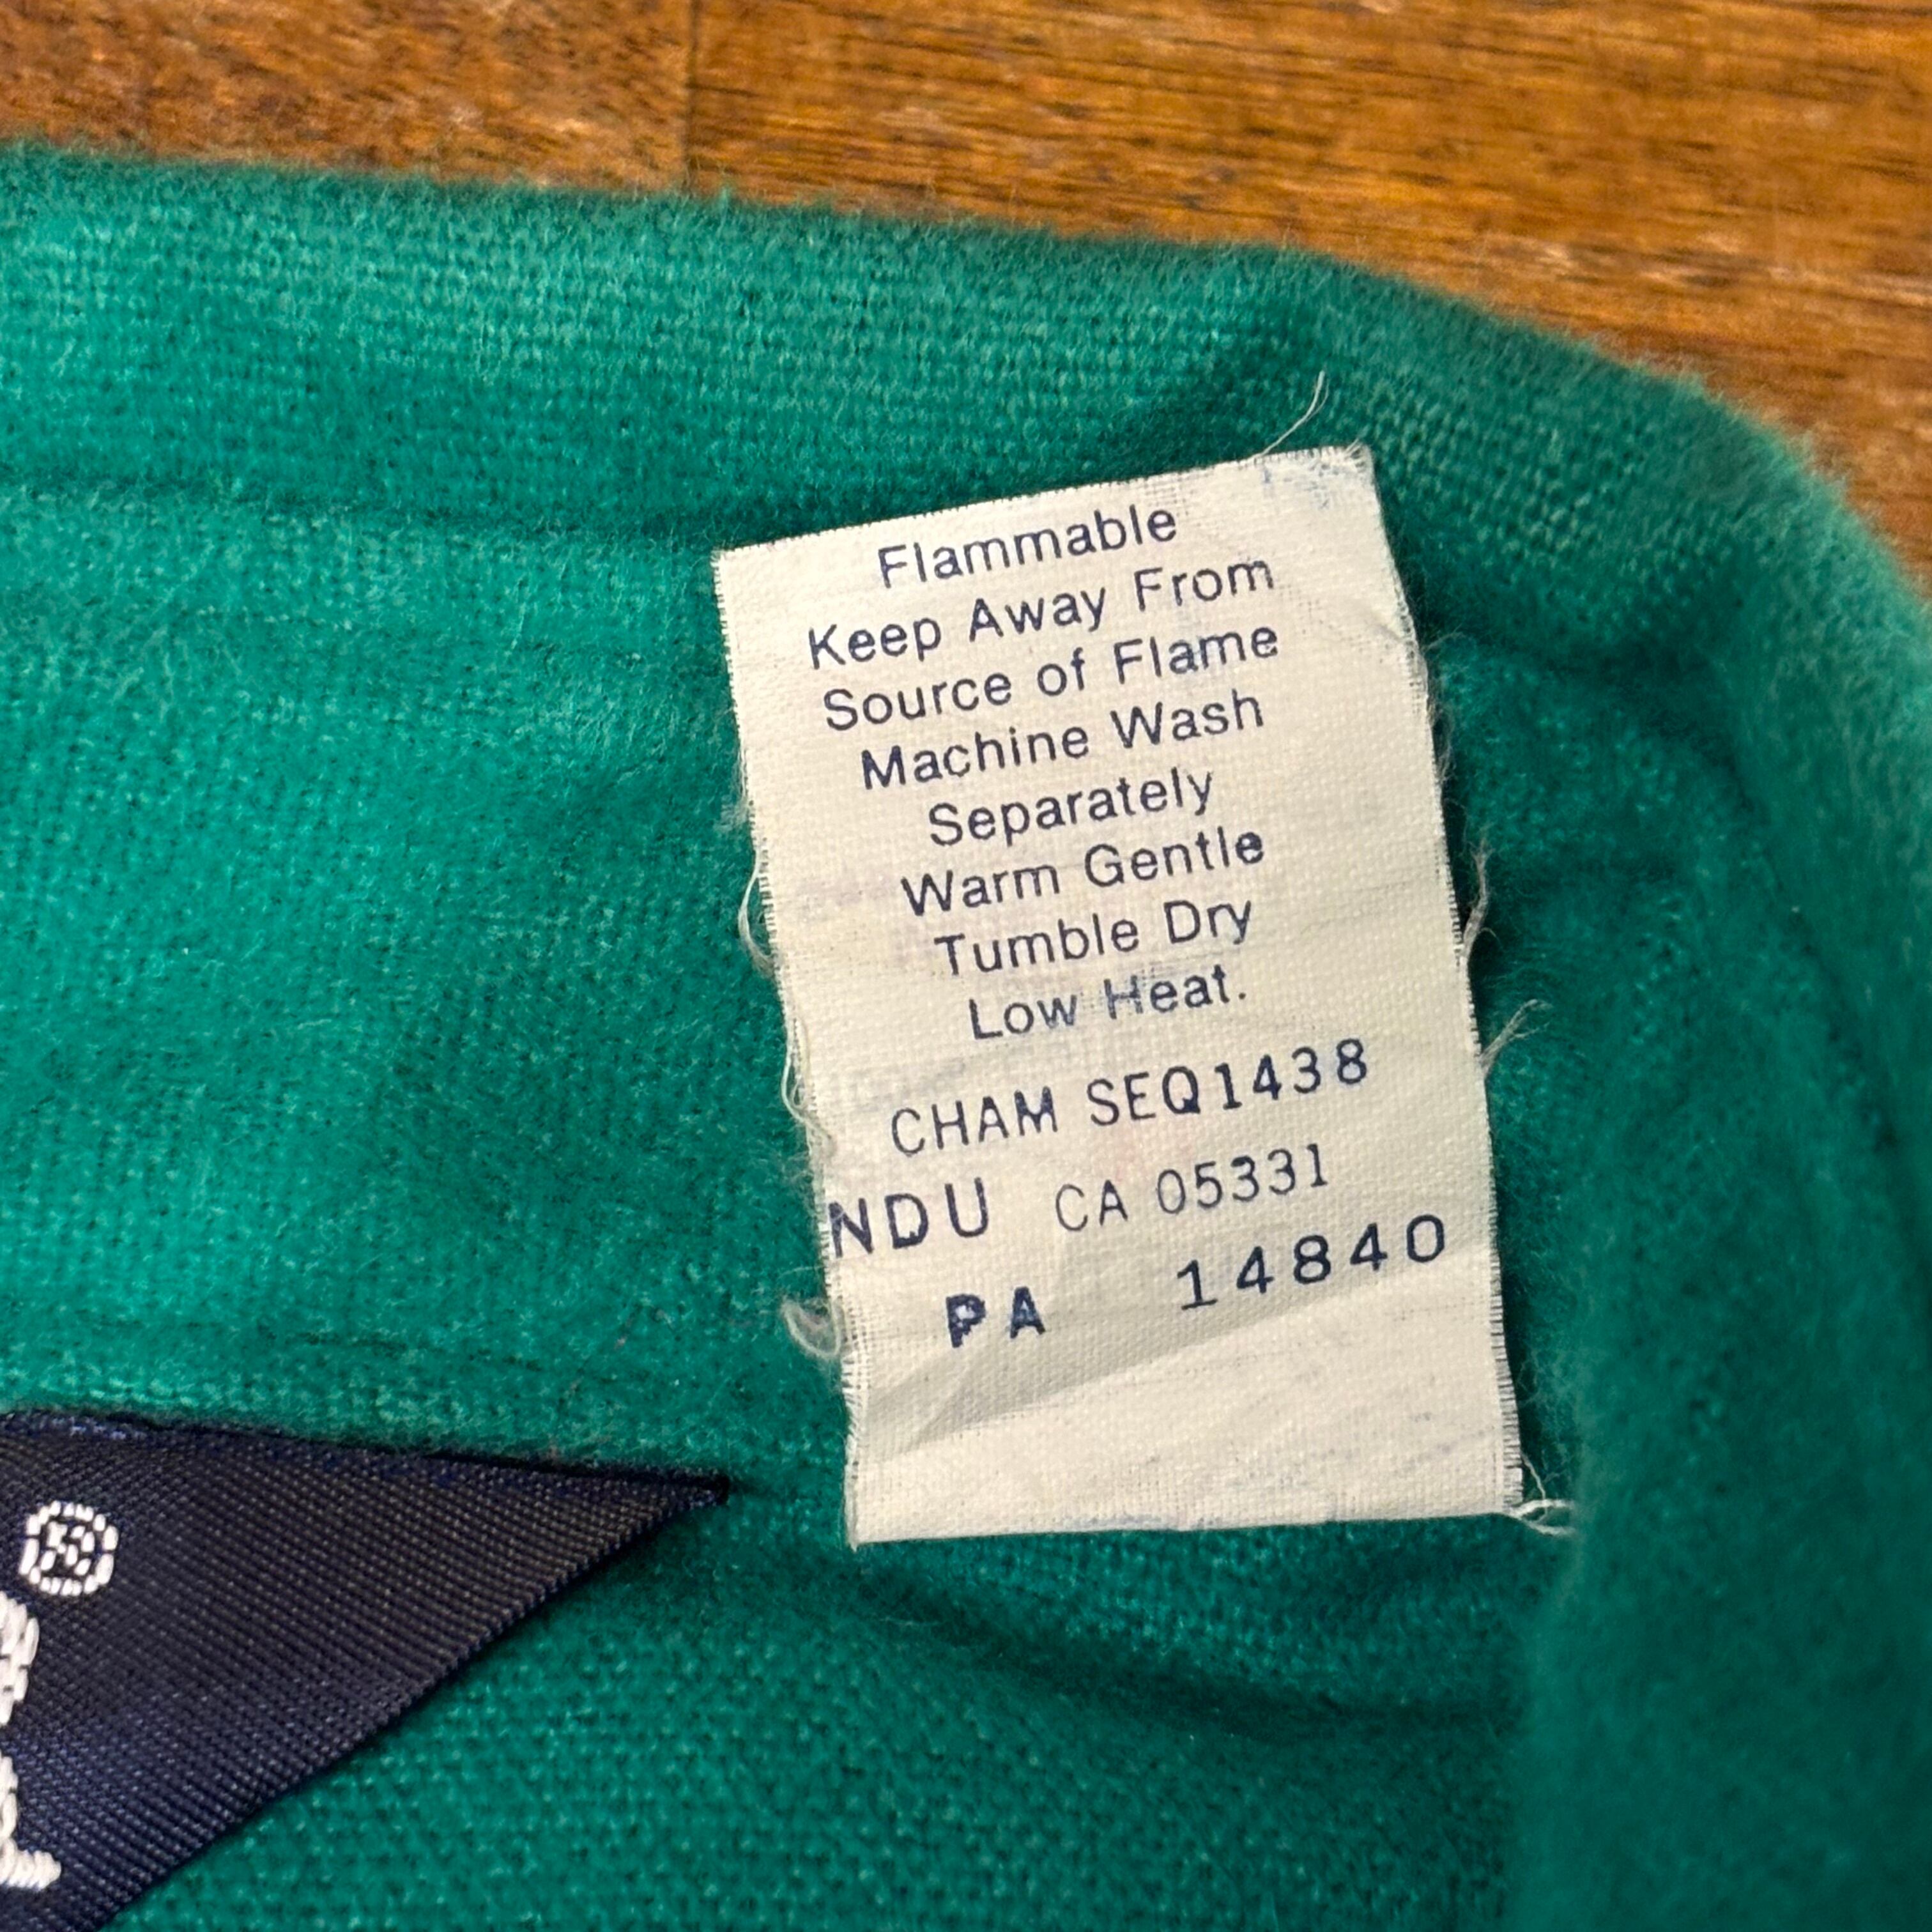 Flammable
Keep Away From
Source of Flame
Machine Wash
Separately
Warm Gentle
Tumble Dry
Low Heat.
CHAM SEQ1438
NDU CA 05331
PA 14840
®